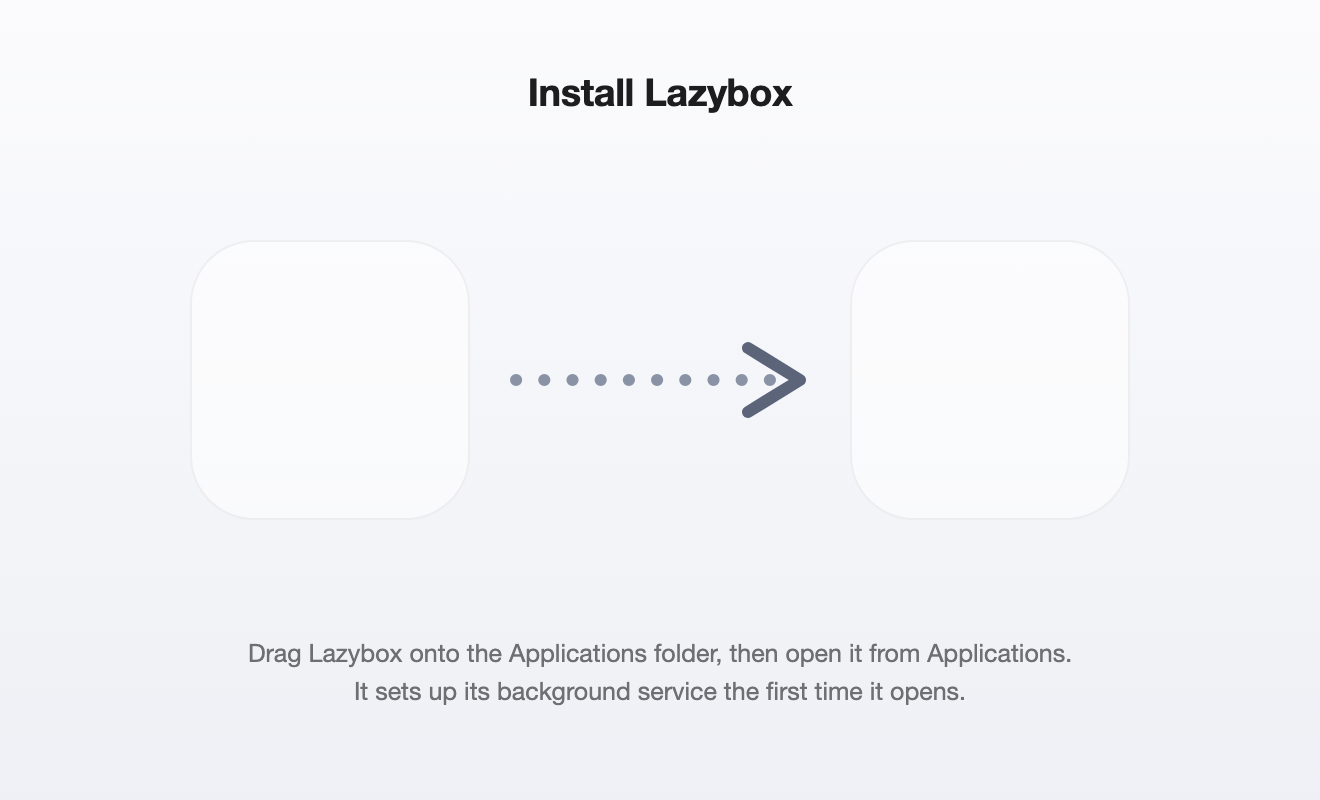 Install Lazybox
Drag Lazybox onto the Applications folder, then open it from Applications.
It sets up its background service the first time it opens.